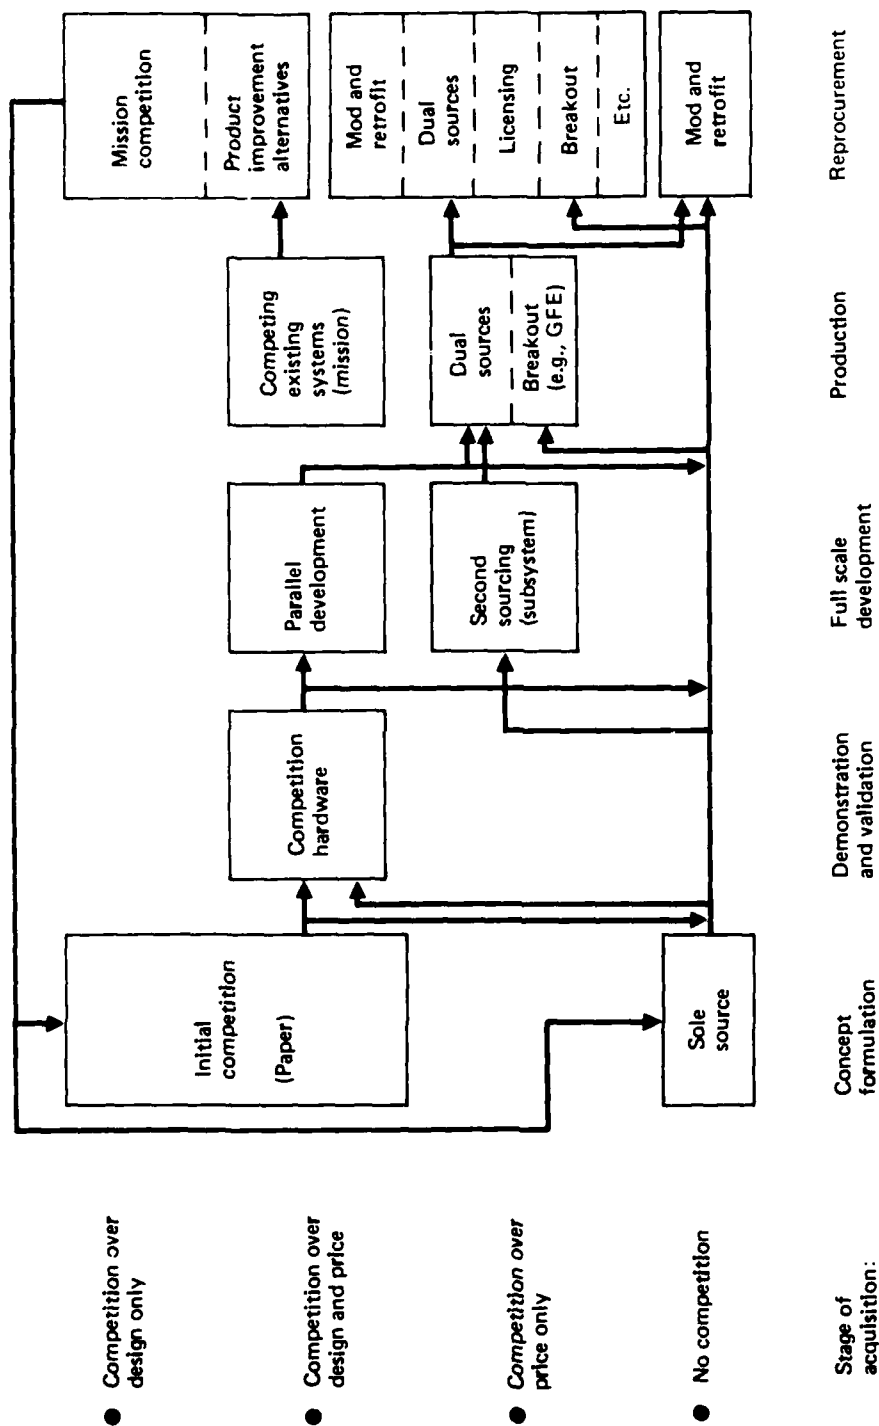 ● Competition over
design only
● Competition over
design and price
● Competition over
price only
● No competition
Stage of
acquisition:
Initial
competition
(Paper)
Sole
source
Concept
formulation
Competition
hardware
Demonstration
and validation
Parallel
development
Second
sourcing
(subsystem)
Full scale
development
Competing
existing
systems
(mission)
Dual
sources
Breakout
(e.g., GFE)
Production
Mission
competition
Product
improvement
alternatives
Mod and
retrofit
Dual
sources
Licensing
Breakout
Etc.
Mod and
retrofit
Reprocurement